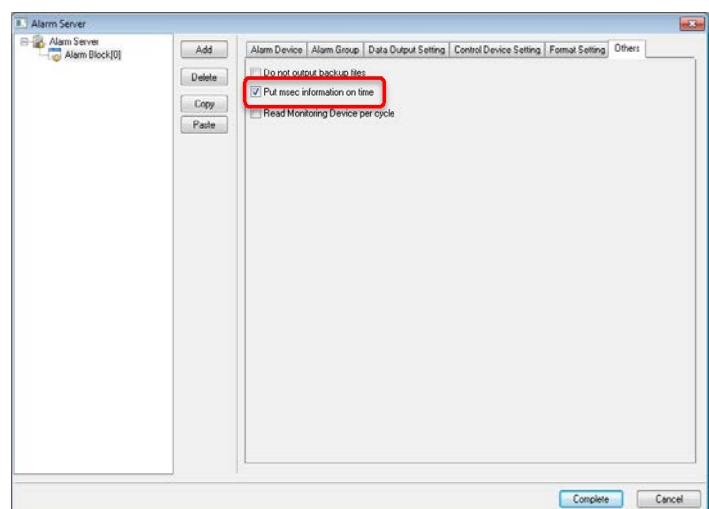 Alarm Server
Alarm Server
Alarm Block[0]
Add
Delete
Copy
Paste
Alarm Device Alarm Group Data Output Setting Control Device Setting Format Setting Others
Do not output backup files
Put msec information on time
Read Monitoring Device per cycle
Complete Cancel